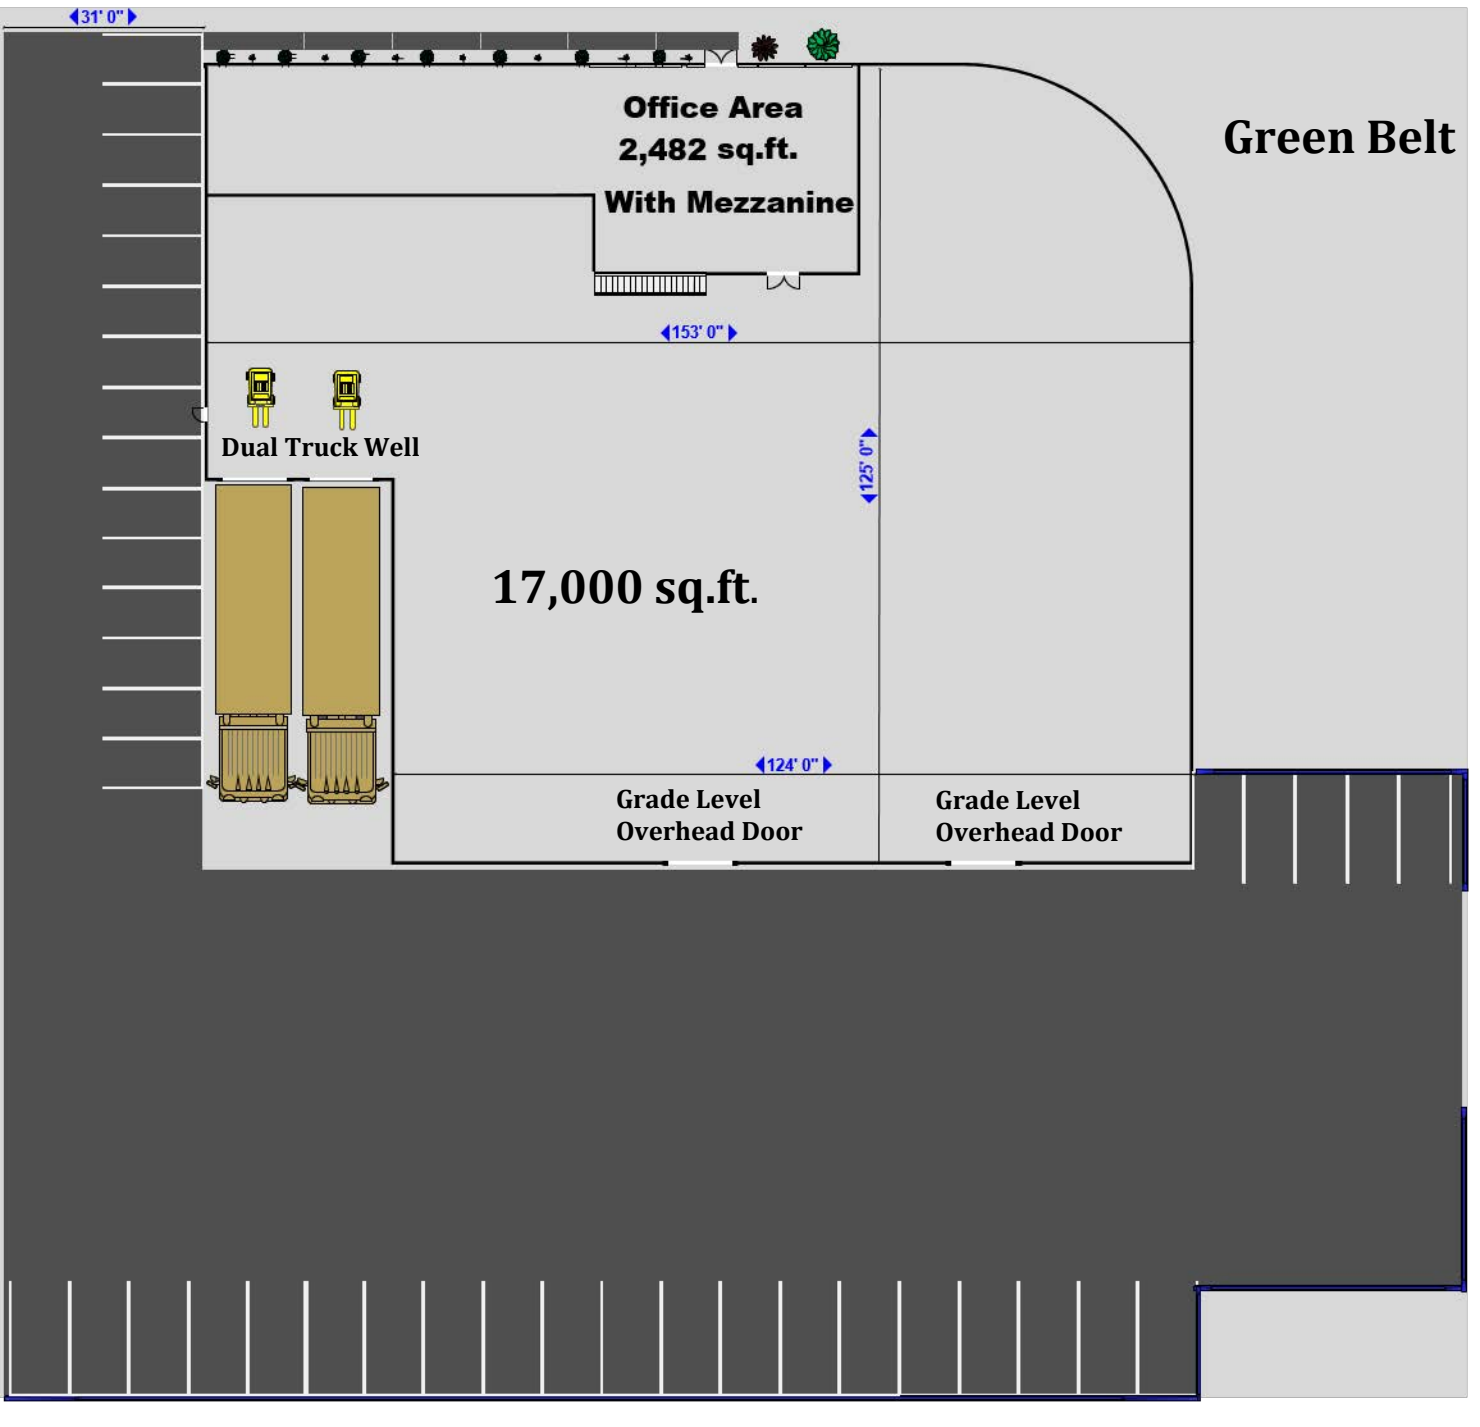 31' 0"
Office Area
2,482 sq.ft.
With Mezzanine
Green Belt
153' 0"
Dual Truck Well
125' 0"
17,000 sq.ft.
124' 0"
Grade Level
Overhead Door
Grade Level
Overhead Door